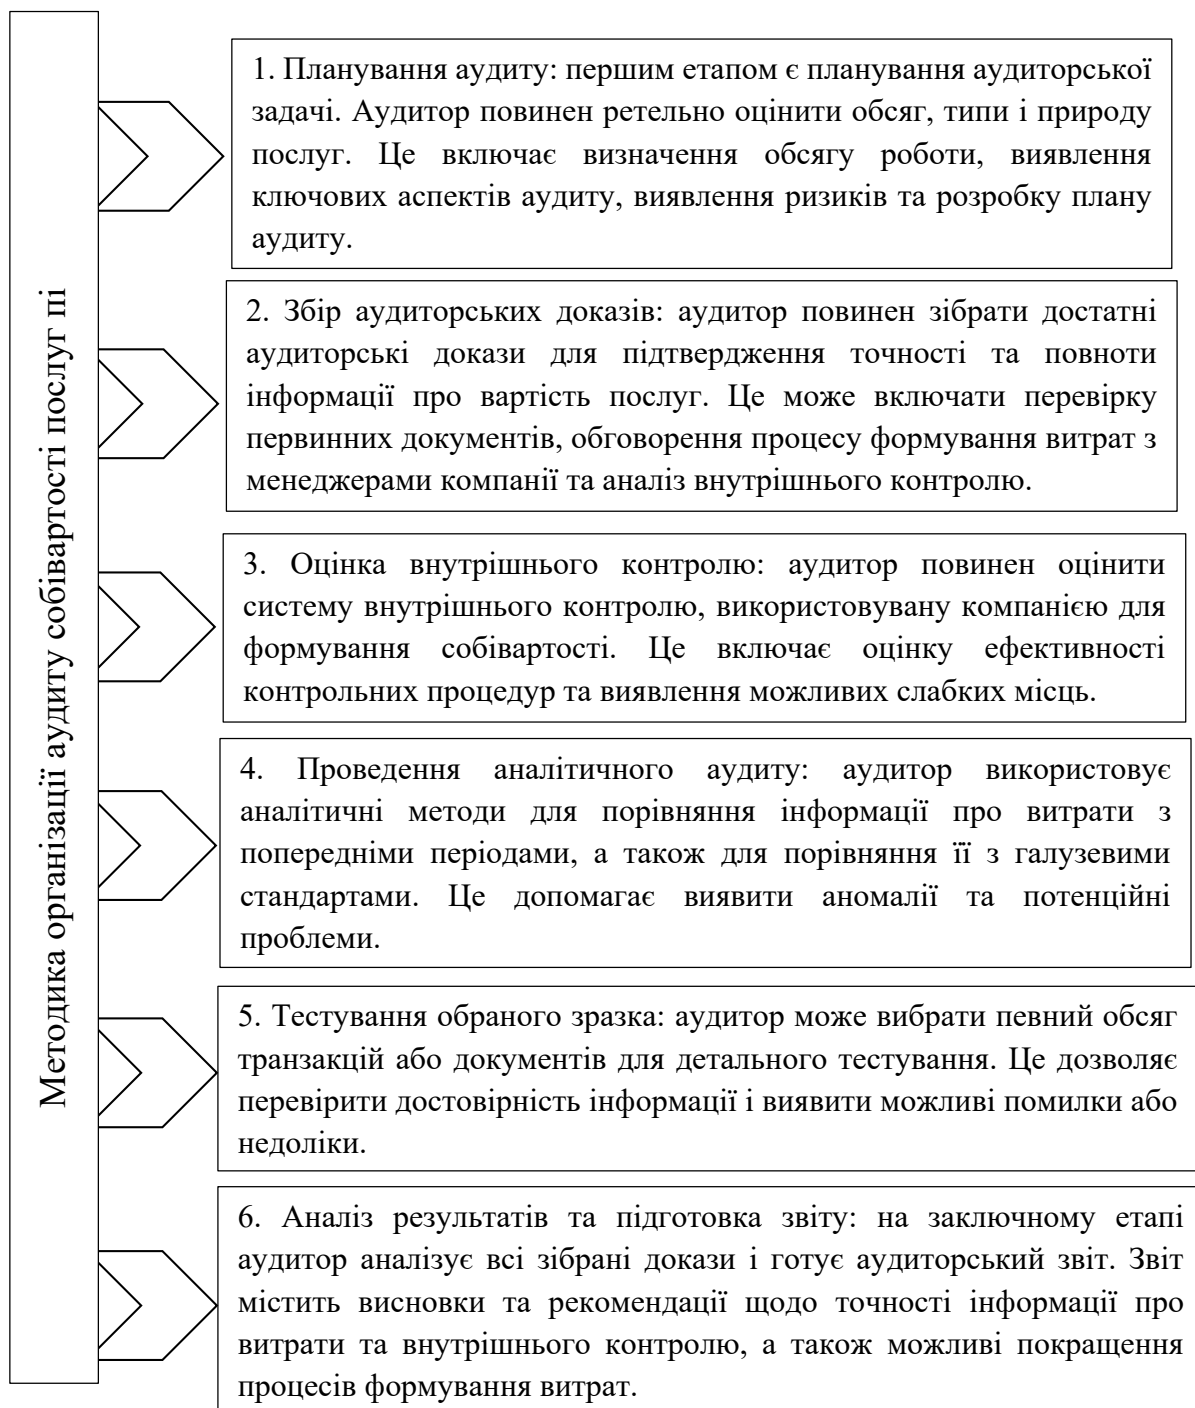 Методика організації аудиту собівартості послуг пі
1. Планування аудиту: першим етапом є планування аудиторської
задачі. Аудитор повинен ретельно оцінити обсяг, типи і природу
послуг. Це включає визначення обсягу роботи, виявлення
ключових аспектів аудиту, виявлення ризиків та розробку плану
аудиту.
2. Збір аудиторських доказів: аудитор повинен зібрати достатні
аудиторські докази для підтвердження точності та повноти
інформації про вартість послуг. Це може включати перевірку
первинних документів, обговорення процесу формування витрат з
менеджерами компанії та аналіз внутрішнього контролю.
3. Оцінка внутрішнього контролю: аудитор повинен оцінити
систему внутрішнього контролю, використовувану компанією для
формування собівартості. Це включає оцінку ефективності
контрольних процедур та виявлення можливих слабких місць.
4. Проведення аналітичного аудиту: аудитор використовує
аналітичні методи для порівняння інформації про витрати з
попередніми періодами, а також для порівняння її з галузевими
стандартами. Це допомагає виявити аномалії та потенційні
проблеми.
5. Тестування обраного зразка: аудитор може вибрати певний обсяг
транзакцій або документів для детального тестування. Це дозволяє
перевірити достовірність інформації і виявити можливі помилки або
недоліки.
6. Аналіз результатів та підготовка звіту: на заключному етапі
аудитор аналізує всі зібрані докази і готує аудиторський звіт. Звіт
містить висновки та рекомендації щодо точності інформації про
витрати та внутрішнього контролю, а також можливі покращення
процесів формування витрат.